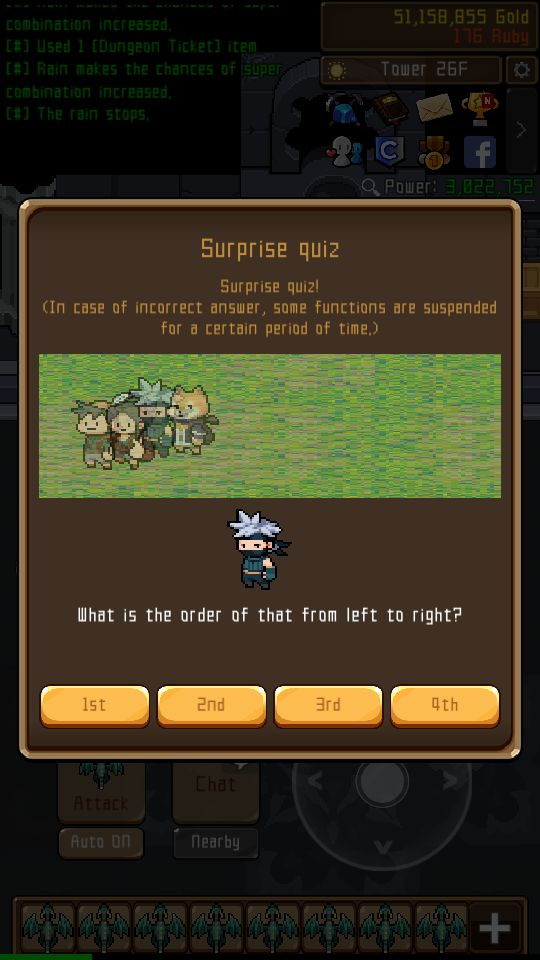 51,158,855 Gold
combination increased.
176 Ruby
[#] Used 1 [Dungeon Ticket] item
[#] Rain makes the chances of super
combination increased.
Tower 26F
[#] The rain stops.
Power: 3,022,752
Surprise quiz
Surprise quiz!
(In case of incorrect answer, some functions are suspended
for a certain period of time.)
What is the order of that from left to right?
1st
2nd
3rd
4th
Attack
Chat
Auto ON
Nearby